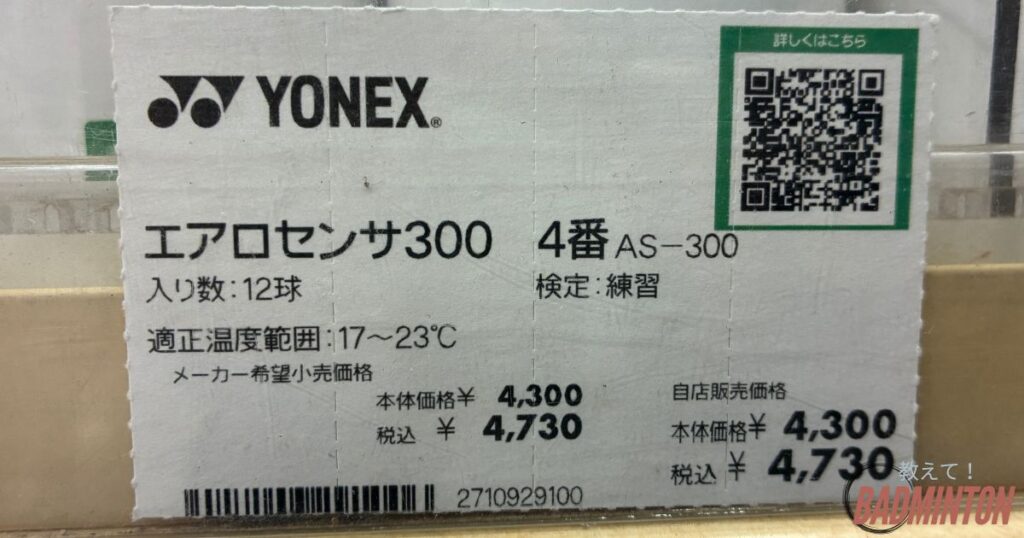 詳しくはこちら
YONEX®
エアロセンサ300 4番 AS-300
入り数:12球 検定:練習
適正温度範囲:17~23℃
メーカー希望小売価格
本体価格¥ 4,300
税込 ¥ 4,730
自店販売価格
本体価格¥ 4,300
税込 ¥ 4,730
2710929100
教えて!
BADMINTON